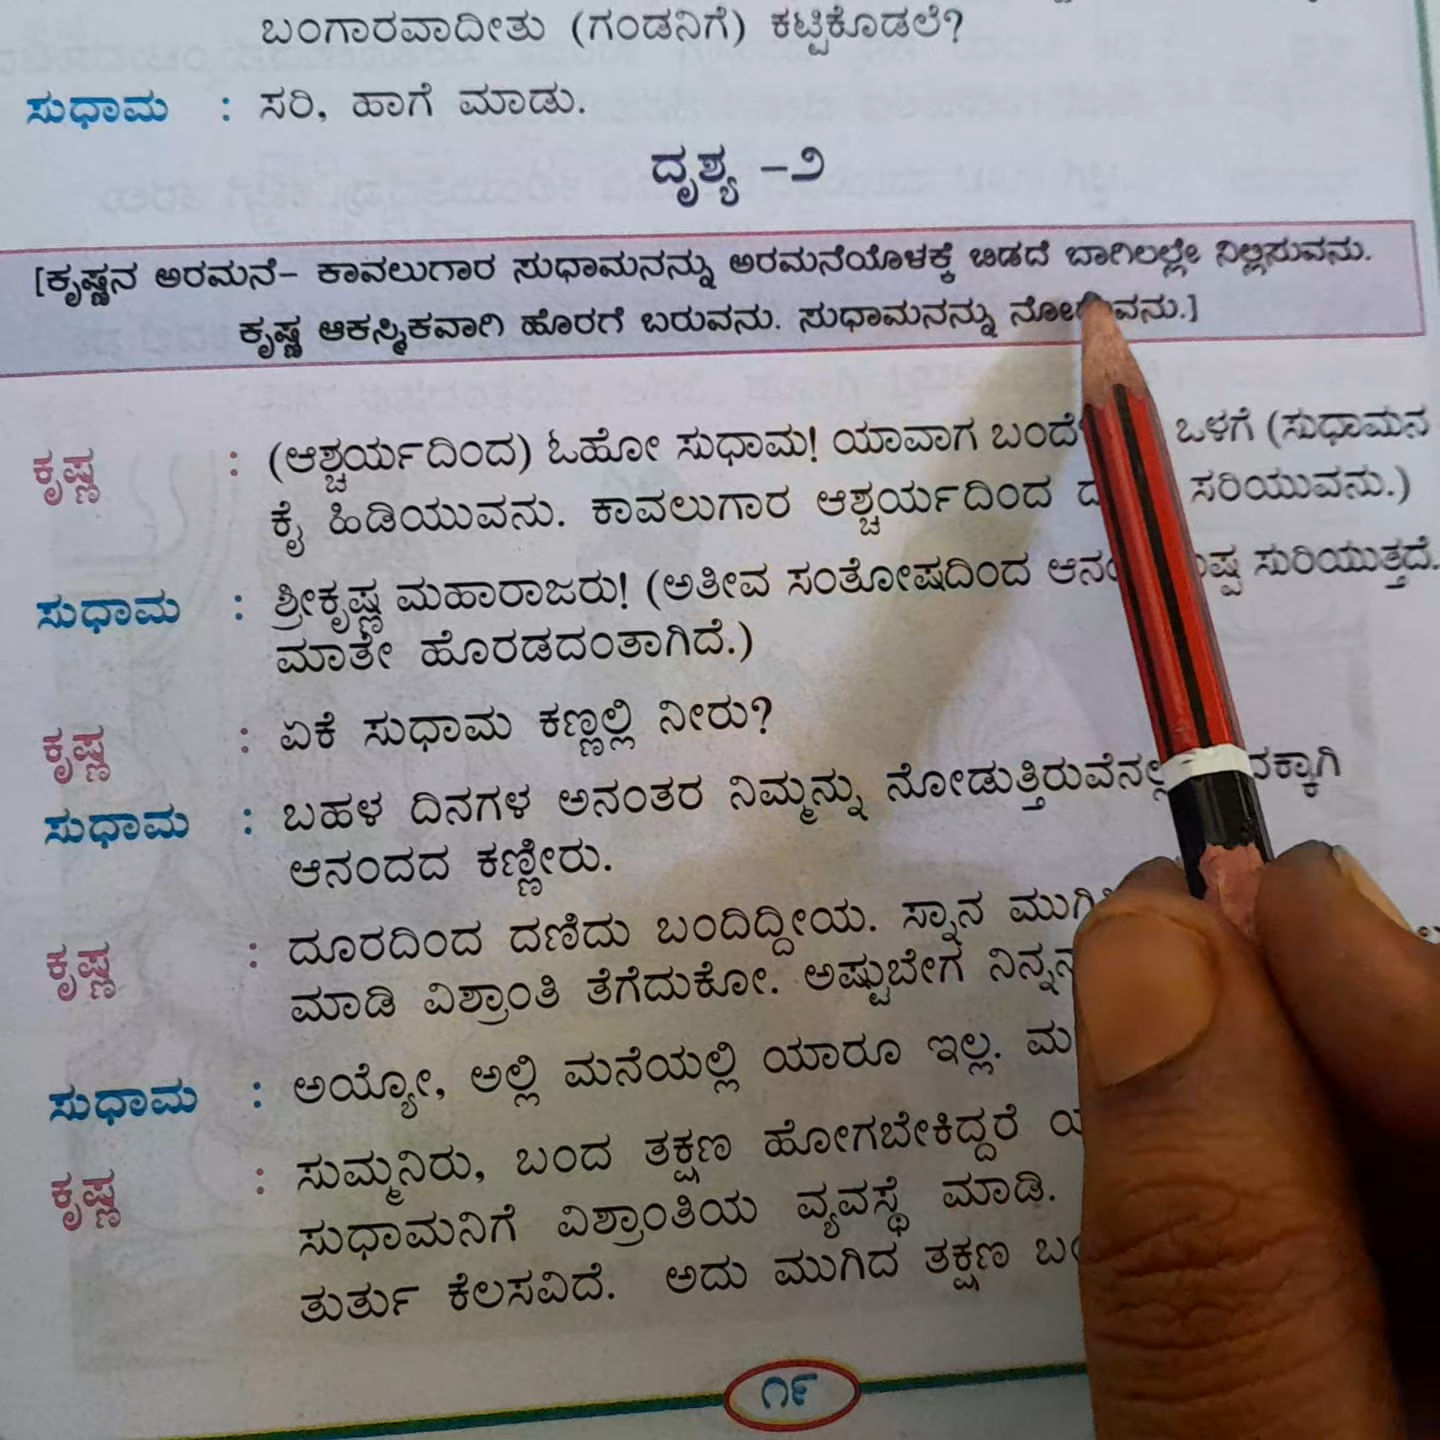 ಬಂಗಾರವಾದೀತು (ಗಂಡನಿಗೆ) ಕಟ್ಟಿಕೊಡಲೆ?
ಸುಧಾಮ : ಸರಿ, ಹಾಗೆ ಮಾಡು.
ದೃಶ್ಯ –೨
[ಕೃಷ್ಣನ ಅರಮನೆ– ಕಾವಲುಗಾರ ಸುಧಾಮನನ್ನು ಅರಮನೆಯೊಳಕ್ಕೆ ಬಿಡದೆ ಬಾಗಿಲಲ್ಲೇ ನಿಲ್ಲಿಸುವನು.
ಕೃಷ್ಣ ಆಕಸ್ಮಿಕವಾಗಿ ಹೊರಗೆ ಬರುವನು. ಸುಧಾಮನನ್ನು
ಕೃಷ್ಣ : (ಆಶ್ಚರ್ಯದಿಂದ) ಓಹೋ ಸುಧಾಮ! ಯಾವಾಗ ಬಂದೆ ಒಳಗೆ (ಸುಧಾಮನ
ಕೈ ಹಿಡಿಯುವನು. ಕಾವಲುಗಾರ ಆಶ್ಚರ್ಯದಿಂದ ಸರಿಯುವನು.)
ಸುಧಾಮ : ಶ್ರೀಕೃಷ್ಣ ಮಹಾರಾಜರು! (ಅತೀವ ಸಂತೋಷದಿಂದ ಸುರಿಯುತ್ತದೆ.
ಮಾತೇ ಹೊರಡದಂತಾಗಿದೆ.)
ಕೃಷ್ಣ : ಏಕೆ ಸುಧಾಮ ಕಣ್ಣಲ್ಲಿ ನೀರು?
ಸುಧಾಮ : ಬಹಳ ದಿನಗಳ ಅನಂತರ ನಿಮ್ಮನ್ನು ನೋಡುತ್ತಿರುವೆನಲ್ಲ
ಆನಂದದ ಕಣ್ಣೀರು.
ಕೃಷ್ಣ : ದೂರದಿಂದ ದಣಿದು ಬಂದಿದ್ದೀಯ. ಸ್ನಾನ
ಮಾಡಿ ವಿಶ್ರಾಂತಿ ತೆಗೆದುಕೋ. ಅಷ್ಟುಬೇಗ
ಸುಧಾಮ : ಅಯ್ಯೋ, ಅಲ್ಲಿ ಮನೆಯಲ್ಲಿ ಯಾರೂ ಇಲ್ಲ.
ಕೃಷ್ಣ : ಸುಮ್ಮನಿರು, ಬಂದ ತಕ್ಷಣ ಹೋಗಬೇಕಿದ್ದರೆ
ಸುಧಾಮನಿಗೆ ವಿಶ್ರಾಂತಿಯ ವ್ಯವಸ್ಥೆ ಮಾಡಿ.
ತುರ್ತು ಕೆಲಸವಿದೆ. ಅದು ಮುಗಿದ ತಕ್ಷಣ
೧೯